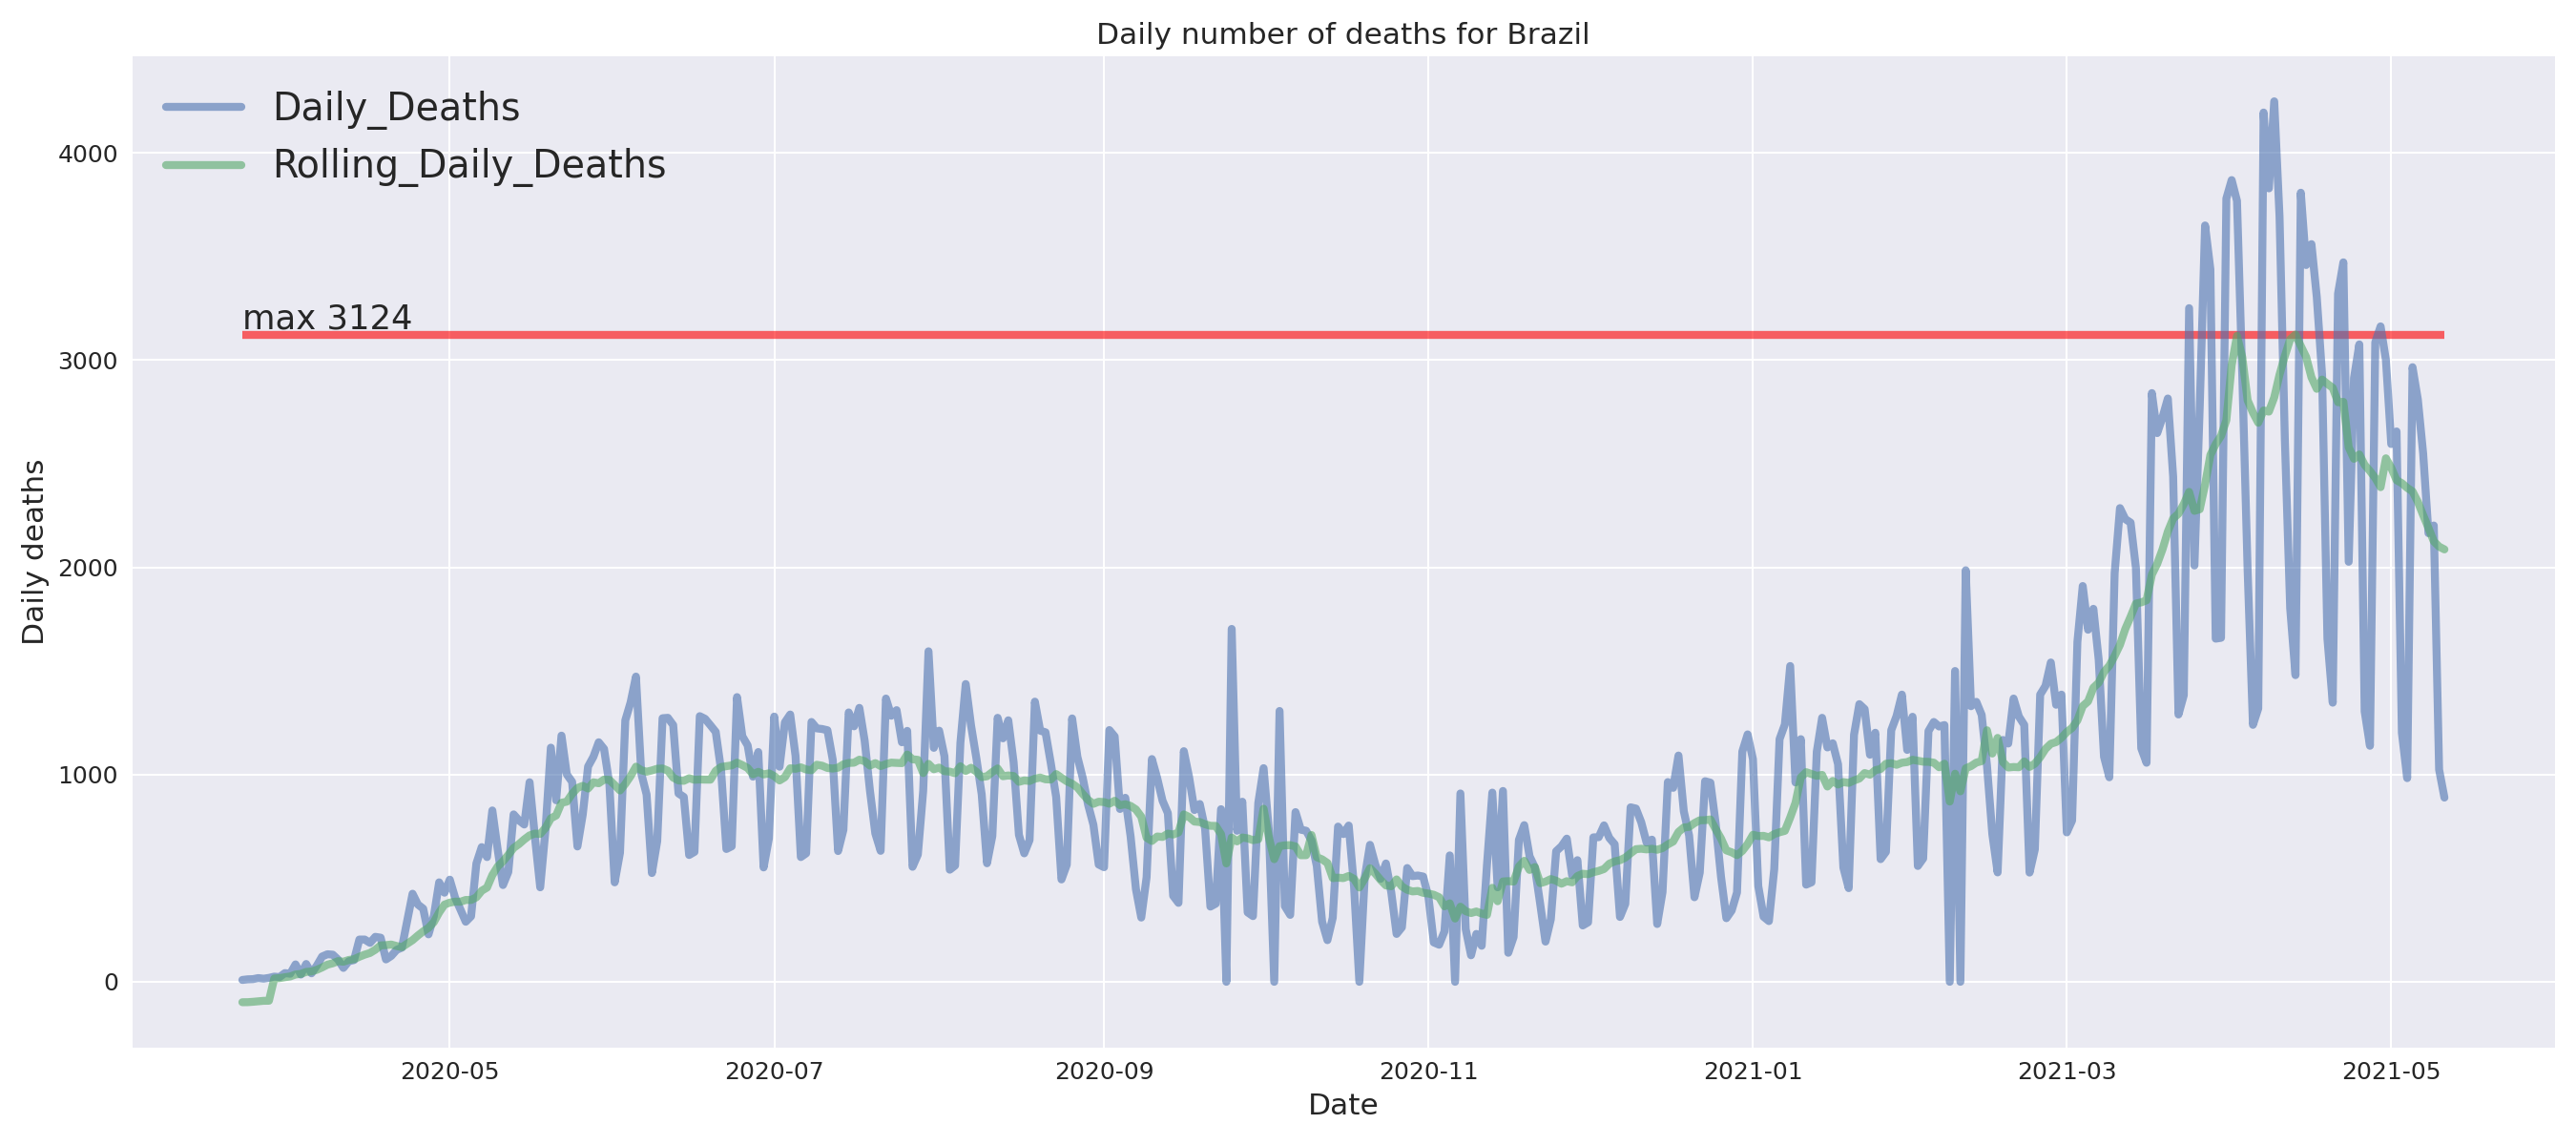 Daily number of deaths for Brazil
Daily_Deaths
Rolling_Daily_Deaths
max 3124
Daily deaths
4000
3000
2000
1000
0
2020-05 2020-07 2020-09 2020-11 2021-01 2021-03 2021-05
Date